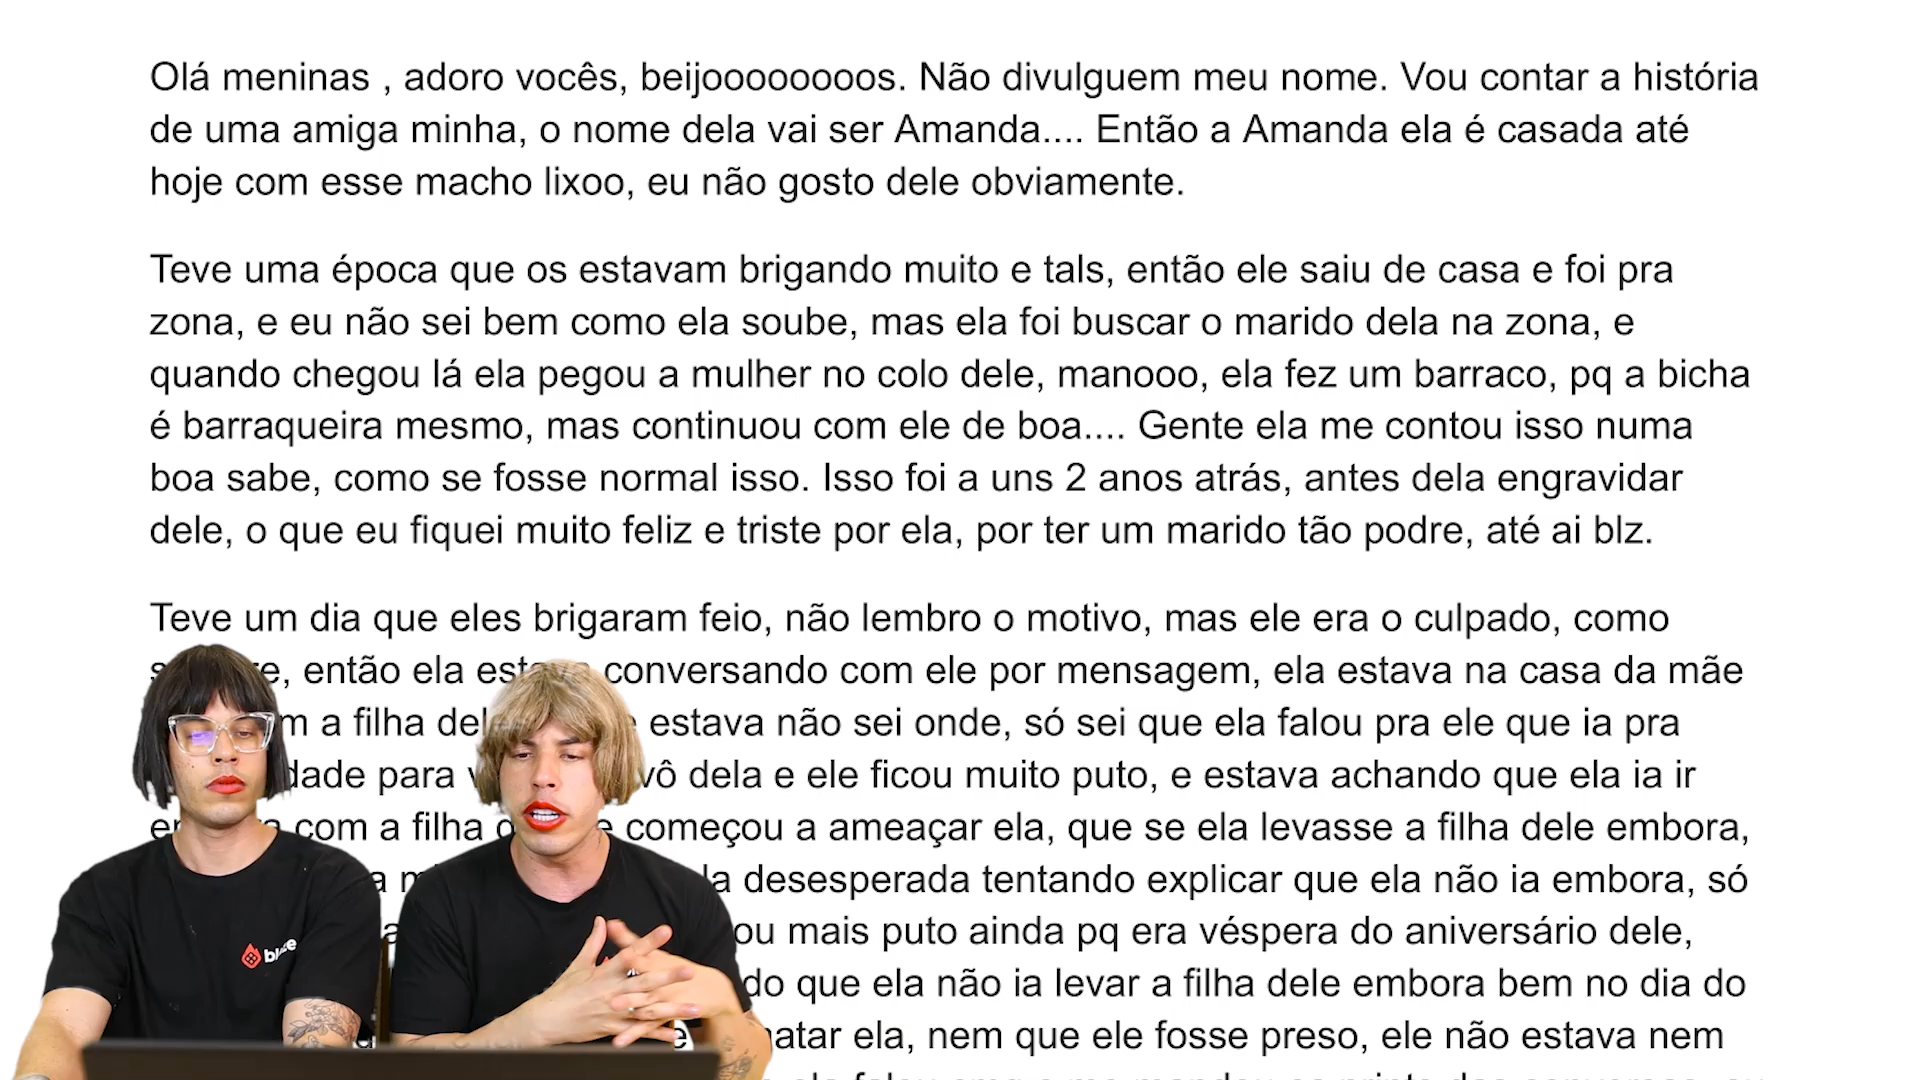 Olá meninas , adoro vocês, beijoooooooos. Não divulguem meu nome. Vou contar a história
de uma amiga minha, o nome dela vai ser Amanda.... Então a Amanda ela é casada até
hoje com esse macho lixoo, eu não gosto dele obviamente.
Teve uma época que os estavam brigando muito e tals, então ele saiu de casa e foi pra
zona, e eu não sei bem como ela soube, mas ela foi buscar o marido dela na zona, e
quando chegou lá ela pegou a mulher no colo dele, manooo, ela fez um barraco, pq a bicha
é barraqueira mesmo, mas continuou com ele de boa.... Gente ela me contou isso numa
boa sabe, como se fosse normal isso. Isso foi a uns 2 anos atrás, antes dela engravidar
dele, o que eu fiquei muito feliz e triste por ela, por ter um marido tão podre, até ai blz.
Teve um dia que eles brigaram feio, não lembro o motivo, mas ele era o culpado, como
então ela estava conversando com ele por mensagem, ela estava na casa da mãe
a filha estava não sei onde, só sei que ela falou pra ele que ia pra
para dela e ele ficou muito puto, e estava achando que ela ia ir
com a filha começou a ameaçar ela, que se ela levasse a filha dele embora,
desesperada tentando explicar que ela não ia embora, só
mais puto ainda pq era véspera do aniversário dele,
que ela não ia levar a filha dele embora bem no dia do
ela, nem que ele fosse preso, ele não estava nem